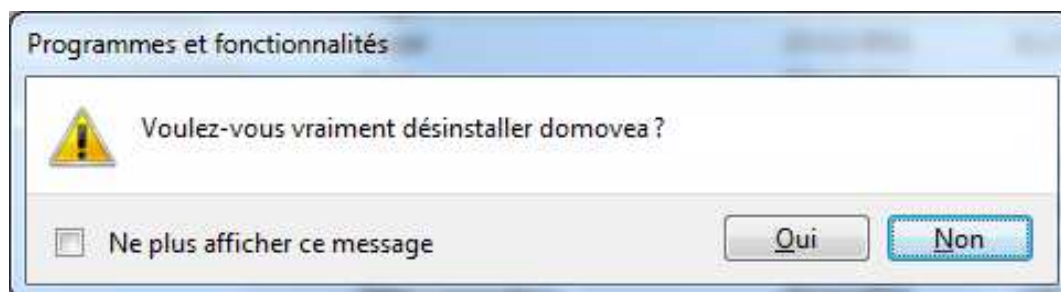 Programmes et fonctionnalités
Voulez-vous vraiment désinstaller domovea ?
Ne plus afficher ce message
Oui
Non